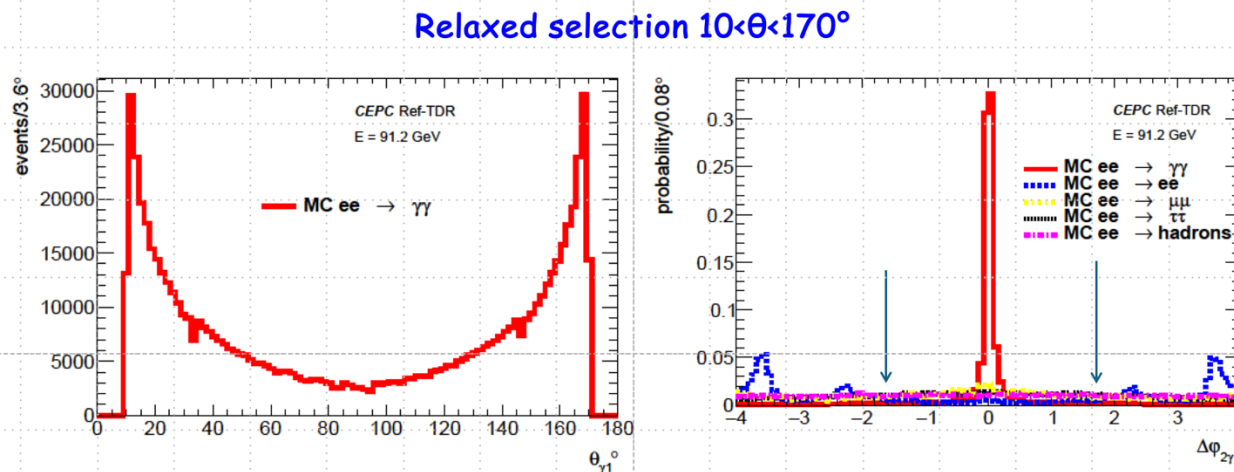 Relaxed selection 10<θ<170°
events/3.6°
30000
25000
20000
15000
10000
5000
0
CEPC Ref-TDR
E = 91.2 GeV
MC ee → γγ
0 20 40 60 80 100 120 140 160 180
θγ1°
probability/0.08°
0.3
0.25
0.2
0.15
0.1
0.05
0
CEPC Ref-TDR
E = 91.2 GeV
MC ee → γγ
MC ee → ee
MC ee → μμ
MC ee → ττ
MC ee → hadrons
−4 −3 −2 −1 0 1 2 3
Δφ2γ